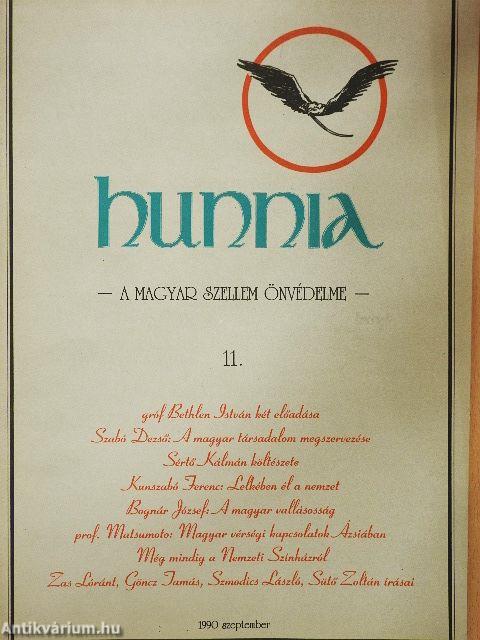 hunnia
— A MAGYAR SZELLEM ÖNVÉDELME —
11.
gróf Bethlen István két előadása
Szabó Dezső: A magyar társadalom megszervezése
Sértő Kálmán költészete
Kunszabó Ferenc: Lelkében él a nemzet
Bognár József: A magyar vallásosság
prof. Matsumoto: Magyar vérségi kapcsolatok Ázsiában
Még mindig a Nemzeti Színházról
Zas Lóránt, Göncz Tamás, Szmodics László, Sütő Zoltán írásai
1990 szeptember
Antikvárium.hu